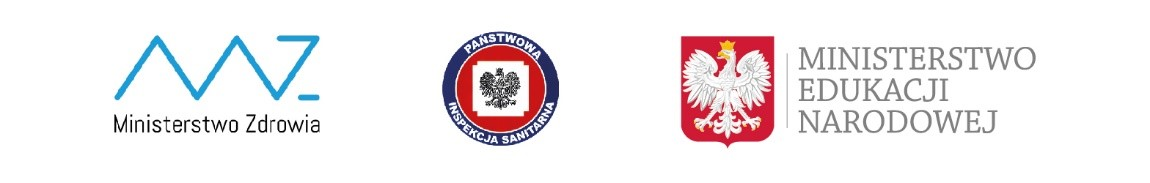 Ministerstwo Zdrowia
PAŃSTWOWA
INSPEKCJA SANITARNA
MINISTERSTWO
EDUKACJI
NARODOWEJ